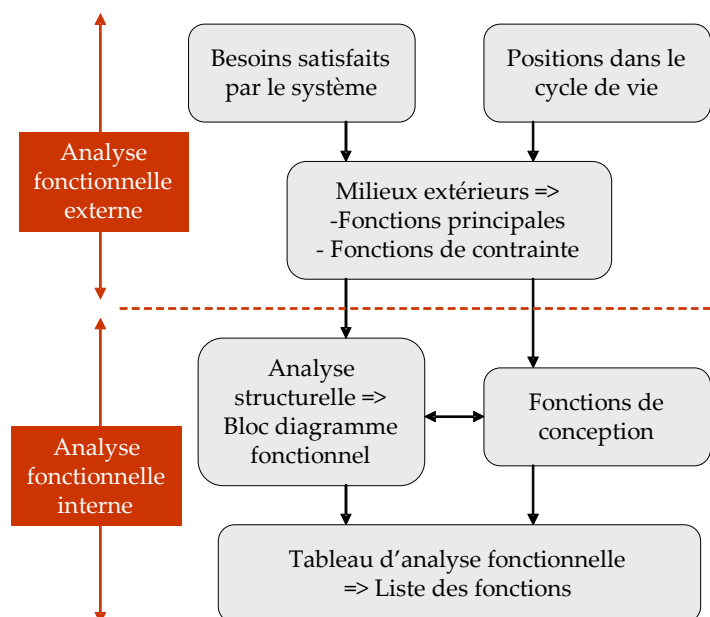 Besoins satisfaits
par le système
Positions dans le
cycle de vie
Analyse
fonctionnelle
externe
Milieux extérieurs =>
-Fonctions principales
- Fonctions de contrainte
Analyse
structurelle =>
Bloc diagramme
fonctionnel
Fonctions de
conception
Analyse
fonctionnelle
interne
Tableau d’analyse fonctionnelle
=> Liste des fonctions